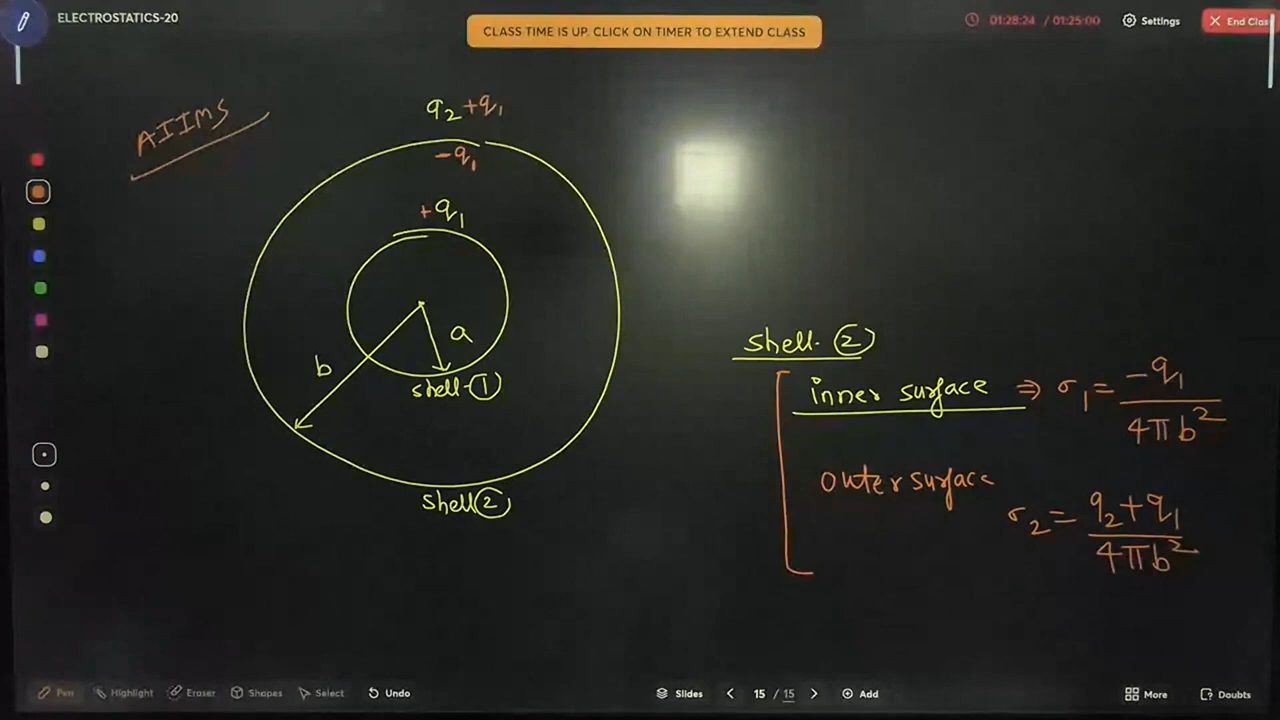 ELECTROSTATICS-20
CLASS TIME IS UP. CLICK ON TIMER TO EXTEND CLASS
01:28:24 / 01:25:00
Settings
End Clas
AIIMS
q₂ +q₁
-q₁
+q₁
a
b
shell-①
shell②
shell-②
inner surface ⇒ σ₁ = -q₁ / 4πb²
outer surface
σ₂ = q₂+q₁ / 4πb²
Pen
Highlight
Eraser
Shapes
Select
Undo
Slides
15 / 15
Add
More
Doubts